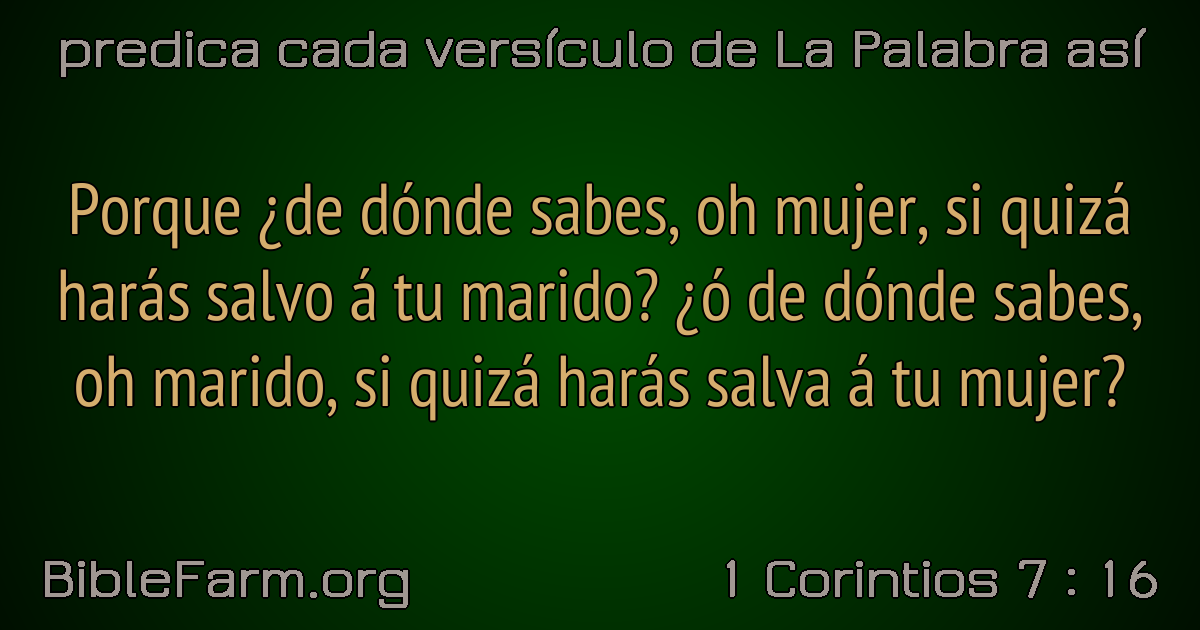 predica cada versículo de La Palabra así
Porque ¿de dónde sabes, oh mujer, si quizá
harás salvo á tu marido? ¿ó de dónde sabes,
oh marido, si quizá harás salva á tu mujer?
BibleFarm.org
1 Corintios 7 : 16